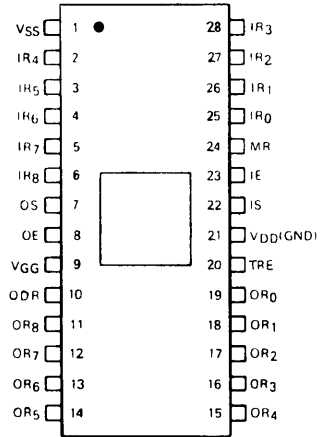 VSS 1 28 IR3
IR4 2 27 IR2
IR5 3 26 IR1
IR6 4 25 IR0
IR7 5 24 MR
IR8 6 23 IE
OS 7 22 IS
OE 8 21 VDD(GND)
VGG 9 20 TRE
ODR 10 19 OR0
OR8 11 18 OR1
OR7 12 17 OR2
OR6 13 16 OR3
OR5 14 15 OR4